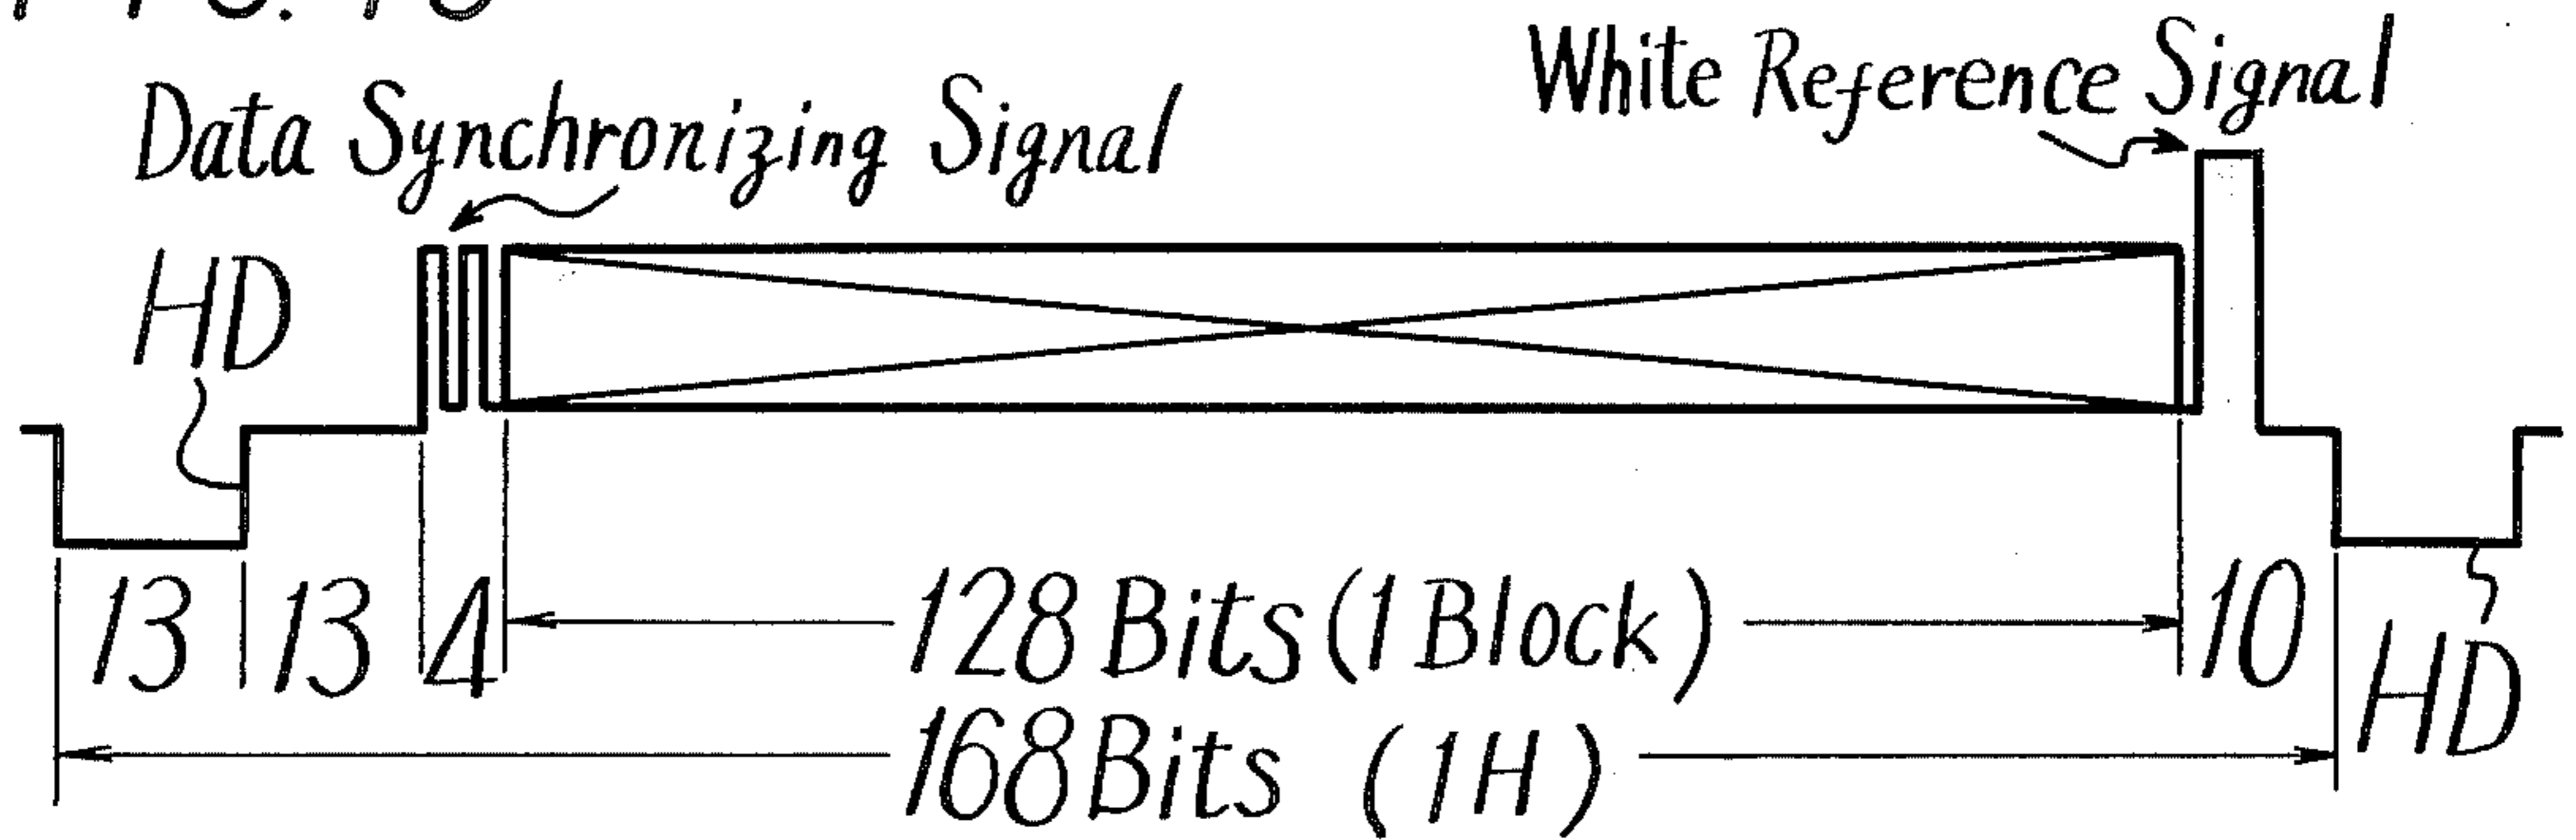 White Reference Signal
Data Synchronizing Signal
HD
13 13 4 128 Bits (1 Block) 10
HD
168 Bits (1H)